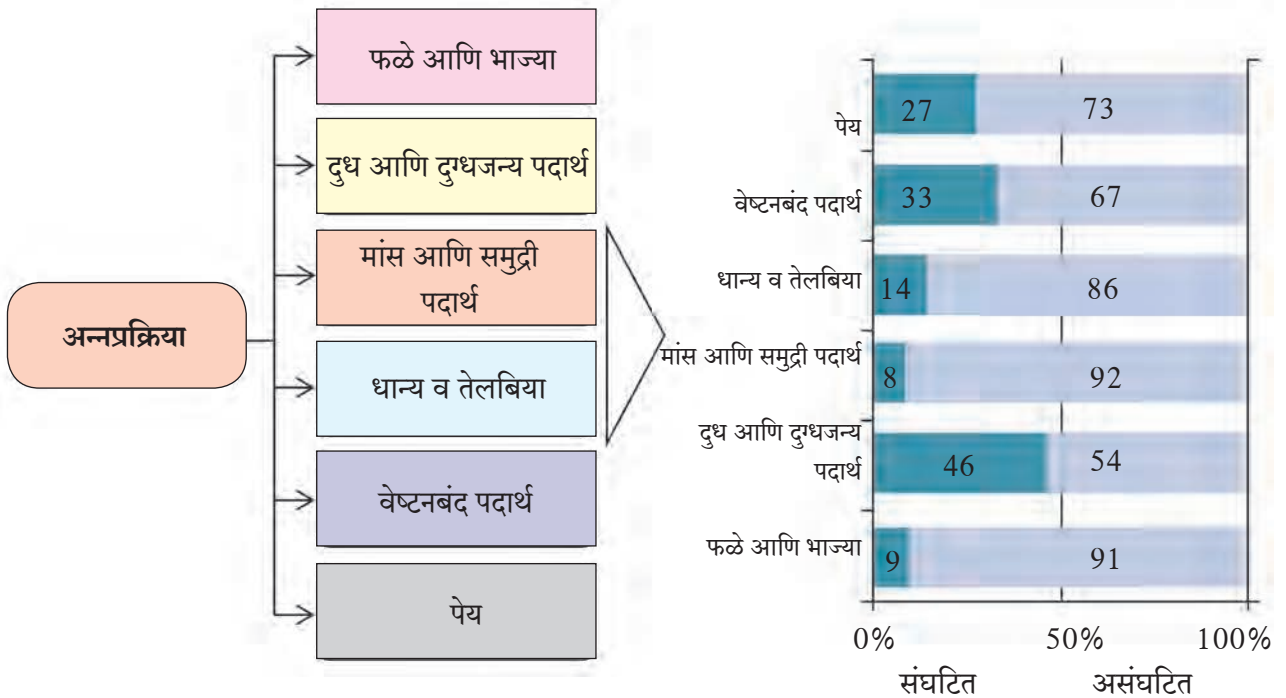 फळे आणि भाज्या
दुध आणि दुग्धजन्य पदार्थ
मांस आणि समुद्री
पदार्थ
अन्नप्रक्रिया
धान्य व तेलबिया
वेष्टनबंद पदार्थ
पेय
पेय
27 73
वेष्टनबंद पदार्थ
33 67
धान्य व तेलबिया
14 86
मांस आणि समुद्री पदार्थ
8 92
दुध आणि दुग्धजन्य
पदार्थ
46 54
फळे आणि भाज्या
9 91
0% 50% 100%
संघटित असंघटित